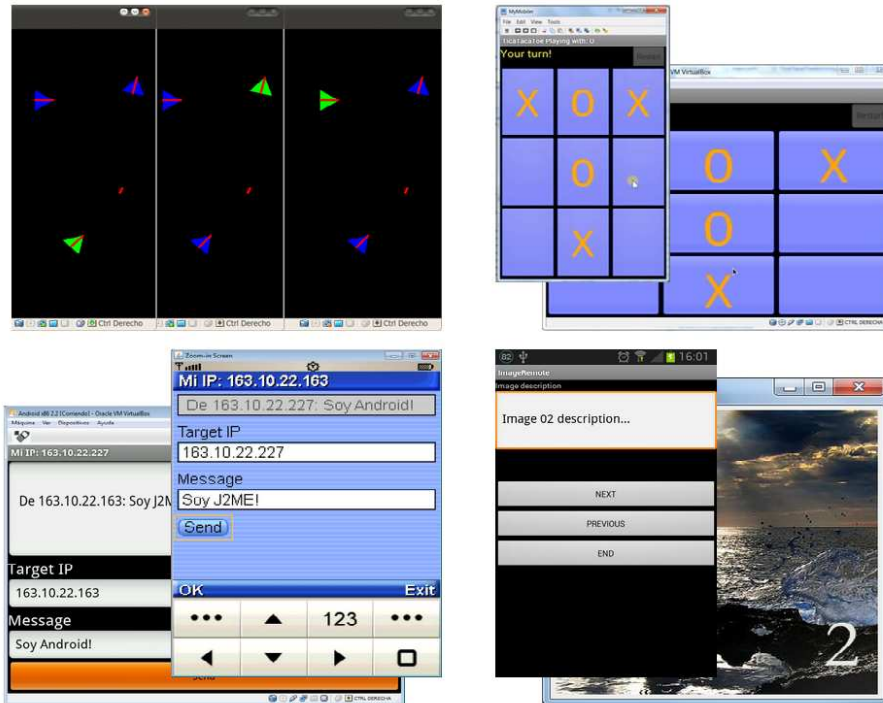 Ctrl Derecho
Ctrl Derecho
Ctrl Derecho
MyMobiler
File Edit View Tools
TicaTacaToe Playing with: O
Your turn!
Restart
X O X
O
X
VM VirtualBox
O X
O
X
CTRL DERECHA
Android x86 2.2 [Corriendo] - Oracle VM VirtualBox
Máquina Ver Dispositivos Ayuda
Mi IP: 163.10.22.227
De 163.10.22.163: Soy J2M
Target IP
163.10.22.163
Message
Soy Android!
Send
CTRL DERECHA
Zoom-in Screen
Mi IP: 163.10.22.163
De 163.10.22.227: Soy Android!
Target IP
163.10.22.227
Message
Soy J2ME!
Send
OK Exit
123
82 16:01
ImageRemote
Image description
Image 02 description...
NEXT
PREVIOUS
END
2